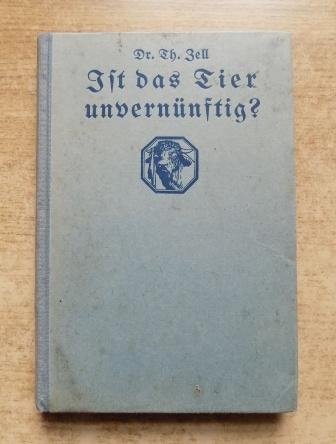 Dr. Th. Zell
Ist das Tier
unvernünftig?